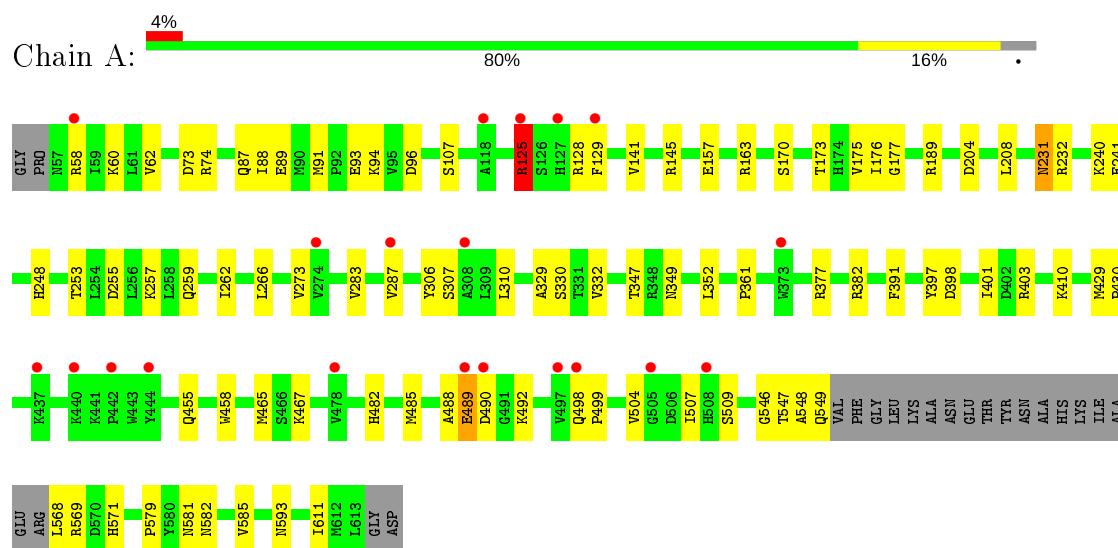 4%
Chain A:
80% 16% •
GLY PRO N57 R58 I59 K60 L61 V62 D73 R74 Q87 I88 E89 M90 M91 P92 E93 K94 V95 D96 S107 A118 R125 S126 H127 R128 F129 V141 R145 E157 R163 S170 T173 H174 V175 I176 G177 R189 D204 L208 N231 R232 K240
H248 T253 L254 D255 L256 K257 L258 Q259 I262 L266 V273 V274 V283 V287 Y306 S307 A308 L309 L310 A329 S330 T331 V332 T347 R348 N349 L352 P361 W373 R377 R382 F391 Y397 D398 I401 D402 R403 K410 M429
K437 K440 K441 P442 W443 Y444 Q455 W458 M465 S466 K467 V478 H482 M485 A488 E489 D490 G491 K492 V497 Q498 P499 V504 G505 D506 I507 H508 S509 G546 T547 A548 Q549 VAL PHE GLY LEU LYS ALA ASN GLU THR TYR ASN ALA HIS LYS ILE ALA
GLU ARG L568 R569 D570 H571 P579 Y580 N581 N582 V585 N593 I611 M612 L613 GLY ASP